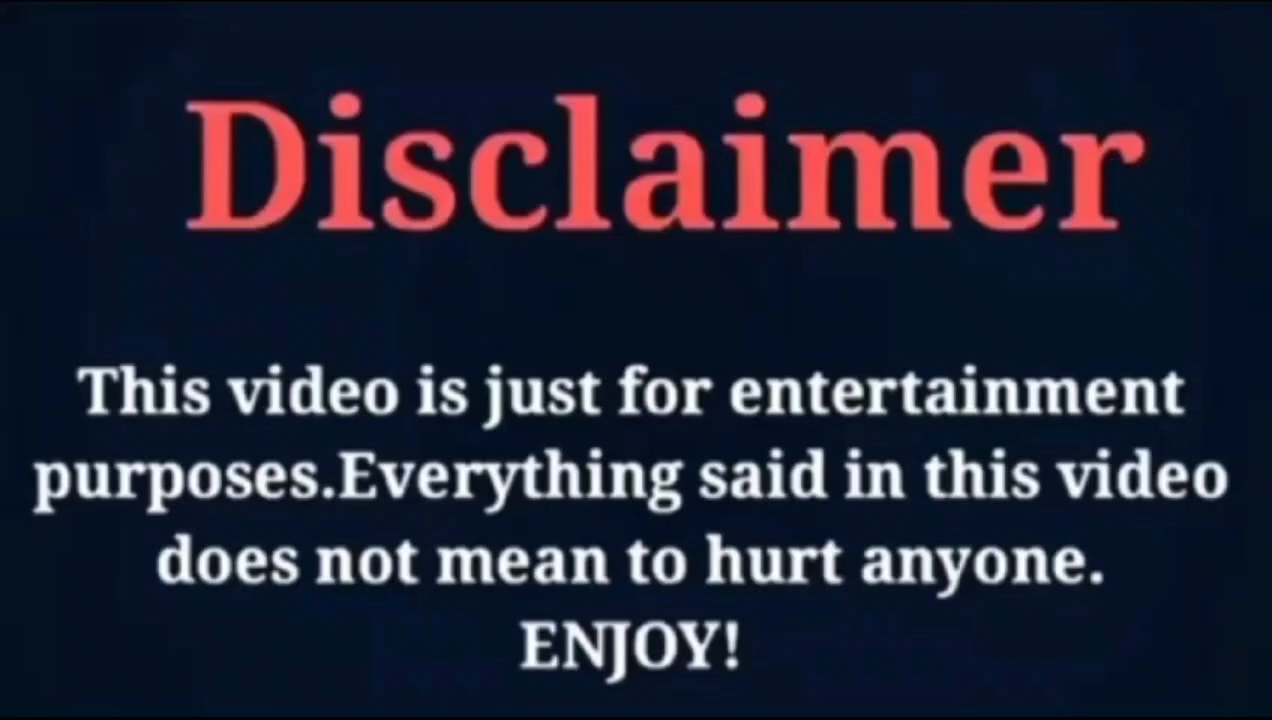 Disclaimer
This video is just for entertainment
purposes.Everything said in this video
does not mean to hurt anyone.
ENJOY!